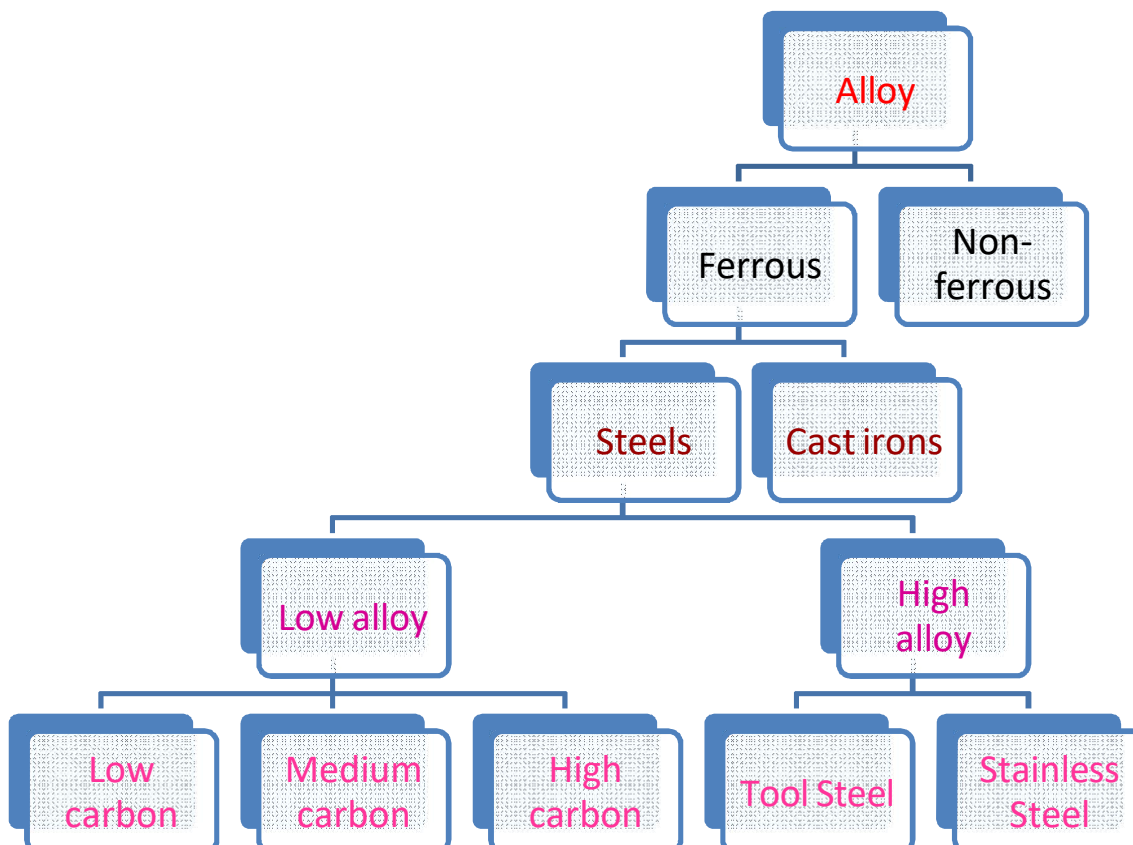 Alloy
Ferrous
Non-
ferrous
Steels
Cast irons
Low alloy
High
alloy
Low
carbon
Medium
carbon
High
carbon
Tool Steel
Stainless
Steel